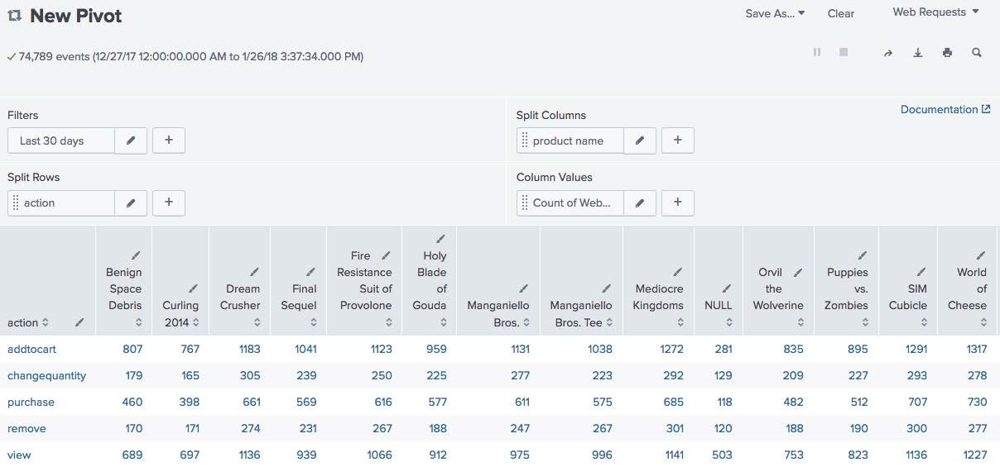 New Pivot
Save As...
Clear
Web Requests
74,789 events (12/27/17 12:00:00.000 AM to 1/26/18 3:37:34.000 PM)
Documentation
Filters
Last 30 days
+
Split Columns
product name
+
Split Rows
action
+
Column Values
Count of Web...
+
action
Benign
Space
Debris
Curling
2014
Dream
Crusher
Final
Sequel
Fire
Resistance
Suit of
Provolone
Holy
Blade
of
Gouda
Manganiello
Bros.
Manganiello
Bros. Tee
Mediocre
Kingdoms
NULL
Orvil
the
Wolverine
Puppies
vs.
Zombies
SIM
Cubicle
World
of
Cheese
addtocart 807 767 1183 1041 1123 959 1131 1038 1272 281 835 895 1291 1317
changequantity 179 165 305 239 250 225 277 223 292 129 209 227 293 278
purchase 460 398 661 569 616 577 611 575 685 118 482 512 707 730
remove 170 171 274 231 267 188 247 267 301 120 188 190 300 277
view 689 697 1136 939 1066 912 975 996 1141 503 753 823 1136 1227